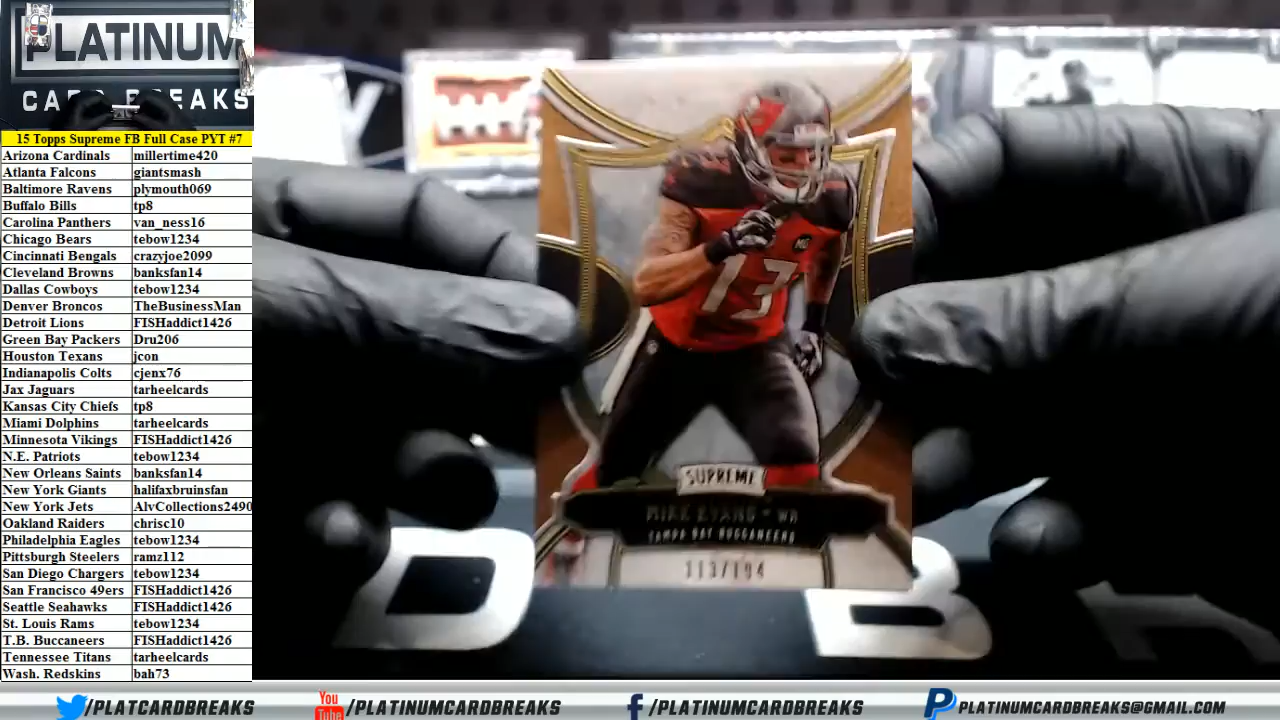 PLATINUM
CARD BREAKS
15 Topps Supreme FB Full Case PYT #7
Arizona Cardinals millertime420
Atlanta Falcons giantsmash
Baltimore Ravens plymouth069
Buffalo Bills tp8
Carolina Panthers van_ness16
Chicago Bears tebow1234
Cincinnati Bengals crazyjoe2099
Cleveland Browns banksfan14
Dallas Cowboys tebow1234
Denver Broncos TheBusinessMan
Detroit Lions FISHaddict1426
Green Bay Packers Dru206
Houston Texans jcon
Indianapolis Colts cjenx76
Jax Jaguars tarheelcards
Kansas City Chiefs tp8
Miami Dolphins tarheelcards
Minnesota Vikings FISHaddict1426
N.E. Patriots tebow1234
New Orleans Saints banksfan14
New York Giants halifaxbruinsfan
New York Jets AlvCollections2490
Oakland Raiders chrisc10
Philadelphia Eagles tebow1234
Pittsburgh Steelers ramz112
San Diego Chargers tebow1234
San Francisco 49ers FISHaddict1426
Seattle Seahawks FISHaddict1426
St. Louis Rams tebow1234
T.B. Buccaneers FISHaddict1426
Tennessee Titans tarheelcards
Wash. Redskins bah73
13
SUPREME
MIKE EVANS • WR
TAMPA BAY BUCCANEERS
113/194
/PLATCARDBREAKS
You
Tube
/PLATINUMCARDBREAKS
/PLATINUMCARDBREAKS
PLATINUMCARDBREAKS@GMAIL.COM